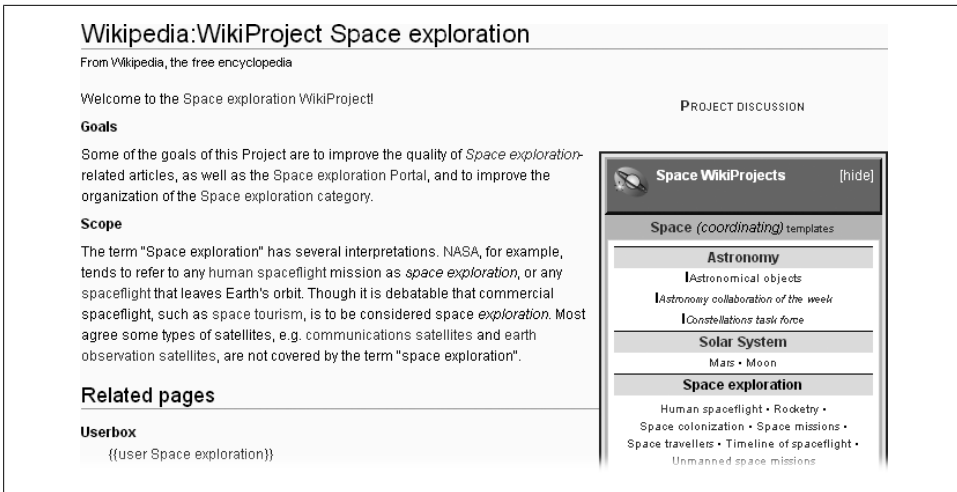 Wikipedia:WikiProject Space exploration
From Wikipedia, the free encyclopedia
Welcome to the Space exploration WikiProject!
Goals
Some of the goals of this Project are to improve the quality of Space exploration-
related articles, as well as the Space exploration Portal, and to improve the
organization of the Space exploration category.
Scope
The term "Space exploration" has several interpretations. NASA, for example,
tends to refer to any human spaceflight mission as space exploration, or any
spaceflight that leaves Earth's orbit. Though it is debatable that commercial
spaceflight, such as space tourism, is to be considered space exploration. Most
agree some types of satellites, e.g. communications satellites and earth
observation satellites, are not covered by the term "space exploration".
Related pages
Userbox
{{user Space exploration}}
PROJECT DISCUSSION
Space WikiProjects [hide]
Space (coordinating) templates
Astronomy
Astronomical objects
Astronomy collaboration of the week
Constellations task force
Solar System
Mars • Moon
Space exploration
Human spaceflight • Rocketry •
Space colonization • Space missions •
Space travellers • Timeline of spaceflight •
Unmanned space missions